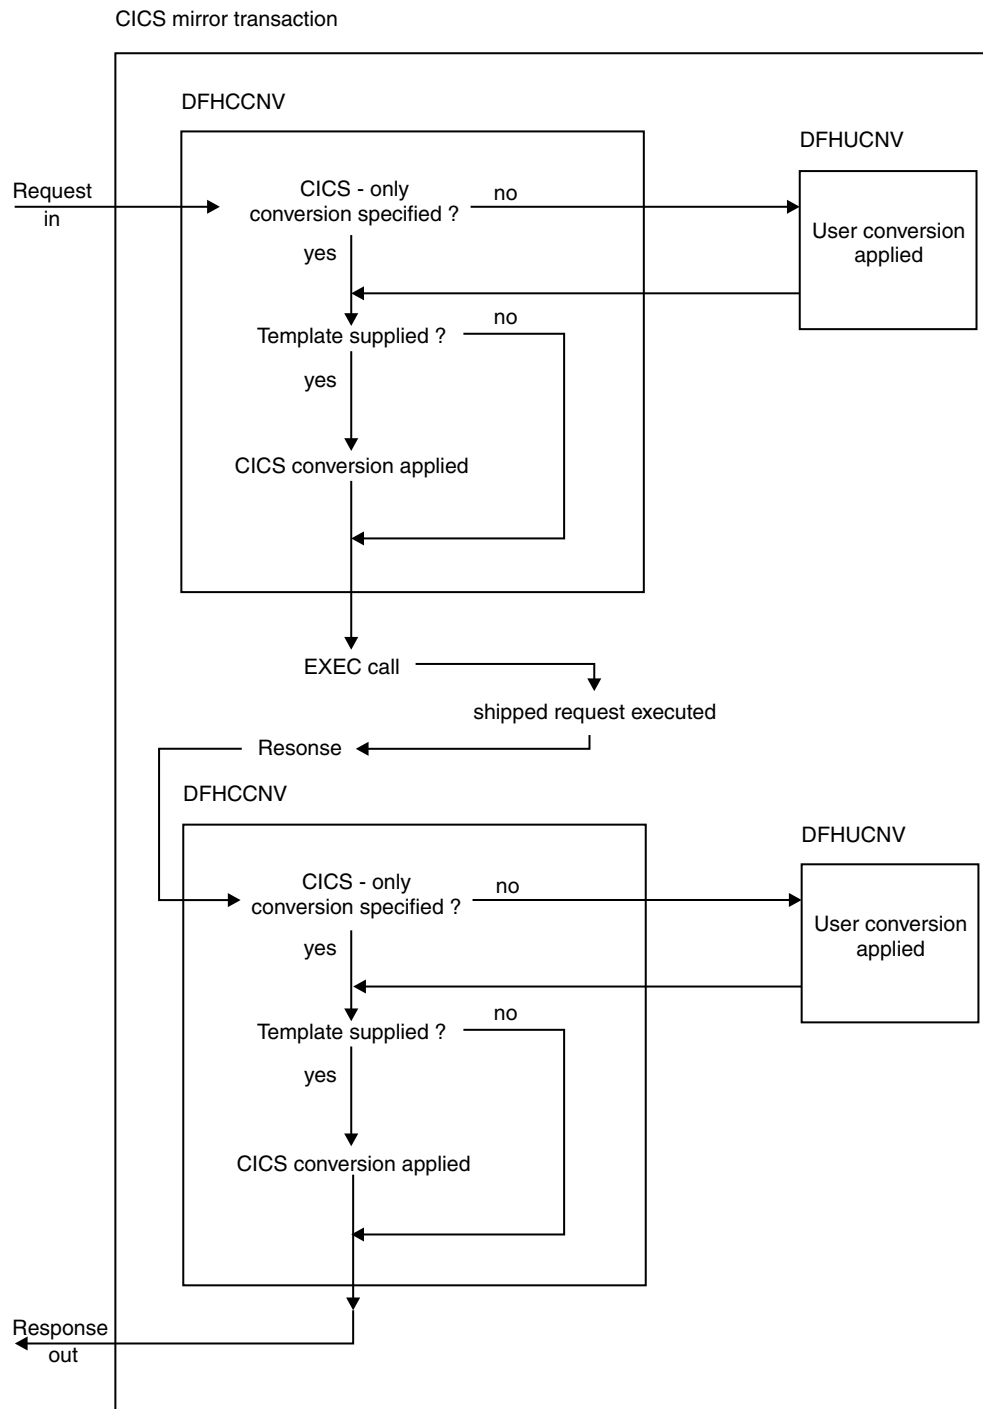 CICS mirror transaction
DFHCCNV
DFHUCNV
Request
in
CICS - only
conversion specified ?
no
User conversion
applied
yes
Template supplied ?
no
yes
CICS conversion applied
EXEC call
shipped request executed
Resonse
DFHCCNV
DFHUCNV
CICS - only
conversion specified ?
no
User conversion
applied
yes
Template supplied ?
no
yes
CICS conversion applied
Response
out